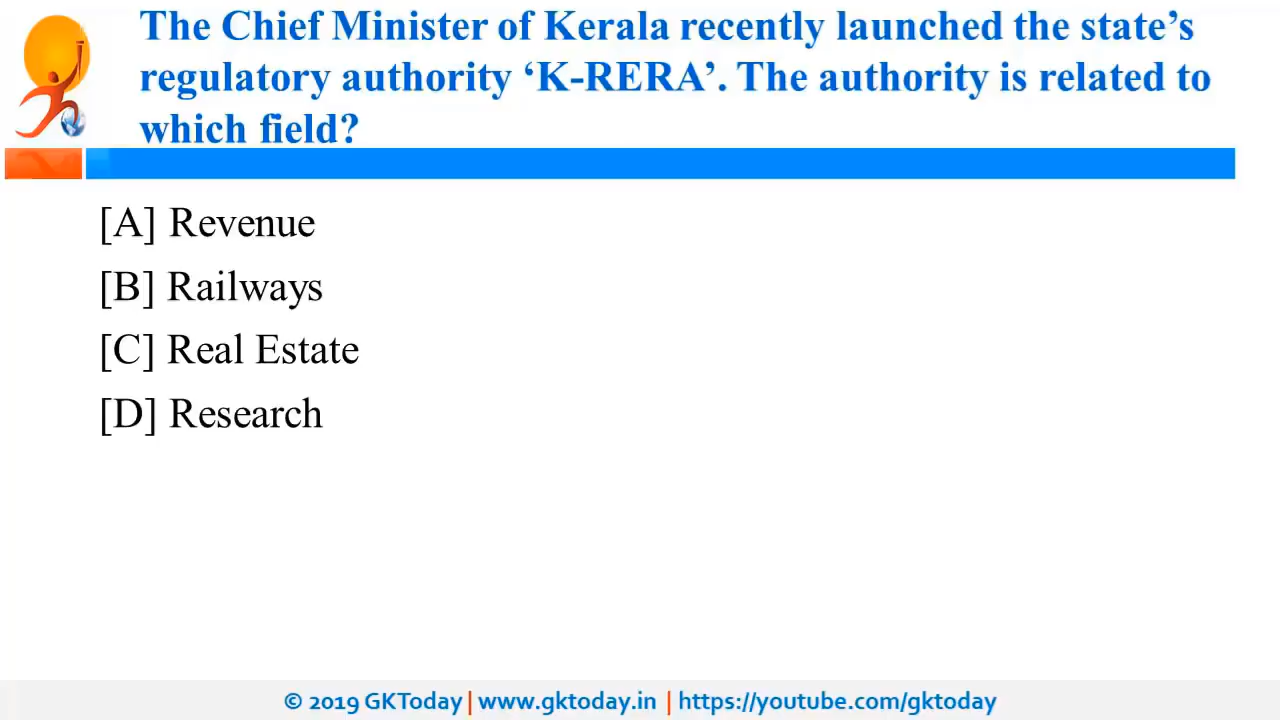 The Chief Minister of Kerala recently launched the state’s
regulatory authority ‘K-RERA’. The authority is related to
which field?
[A] Revenue
[B] Railways
[C] Real Estate
[D] Research
© 2019 GKToday | www.gktoday.in | https://youtube.com/gktoday